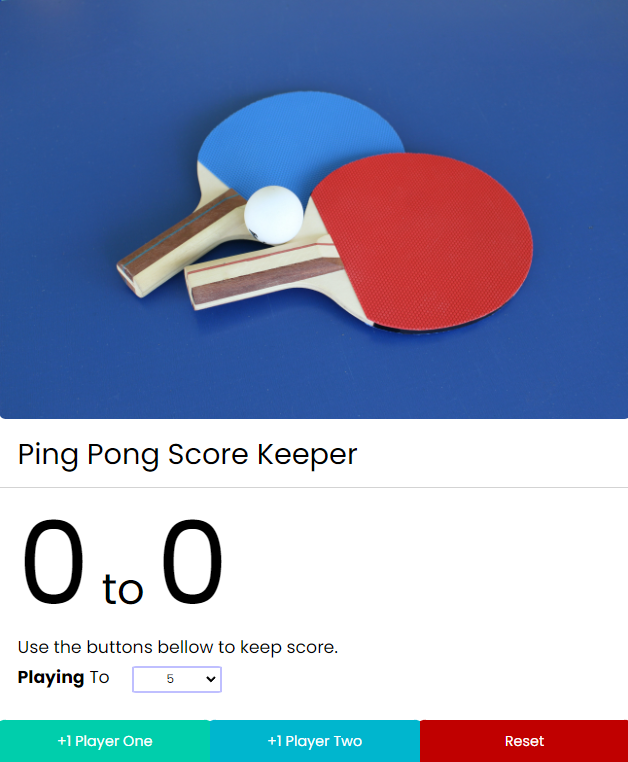 Ping Pong Score Keeper
0 to 0
Use the buttons bellow to keep score.
Playing To 5
+1 Player One +1 Player Two Reset